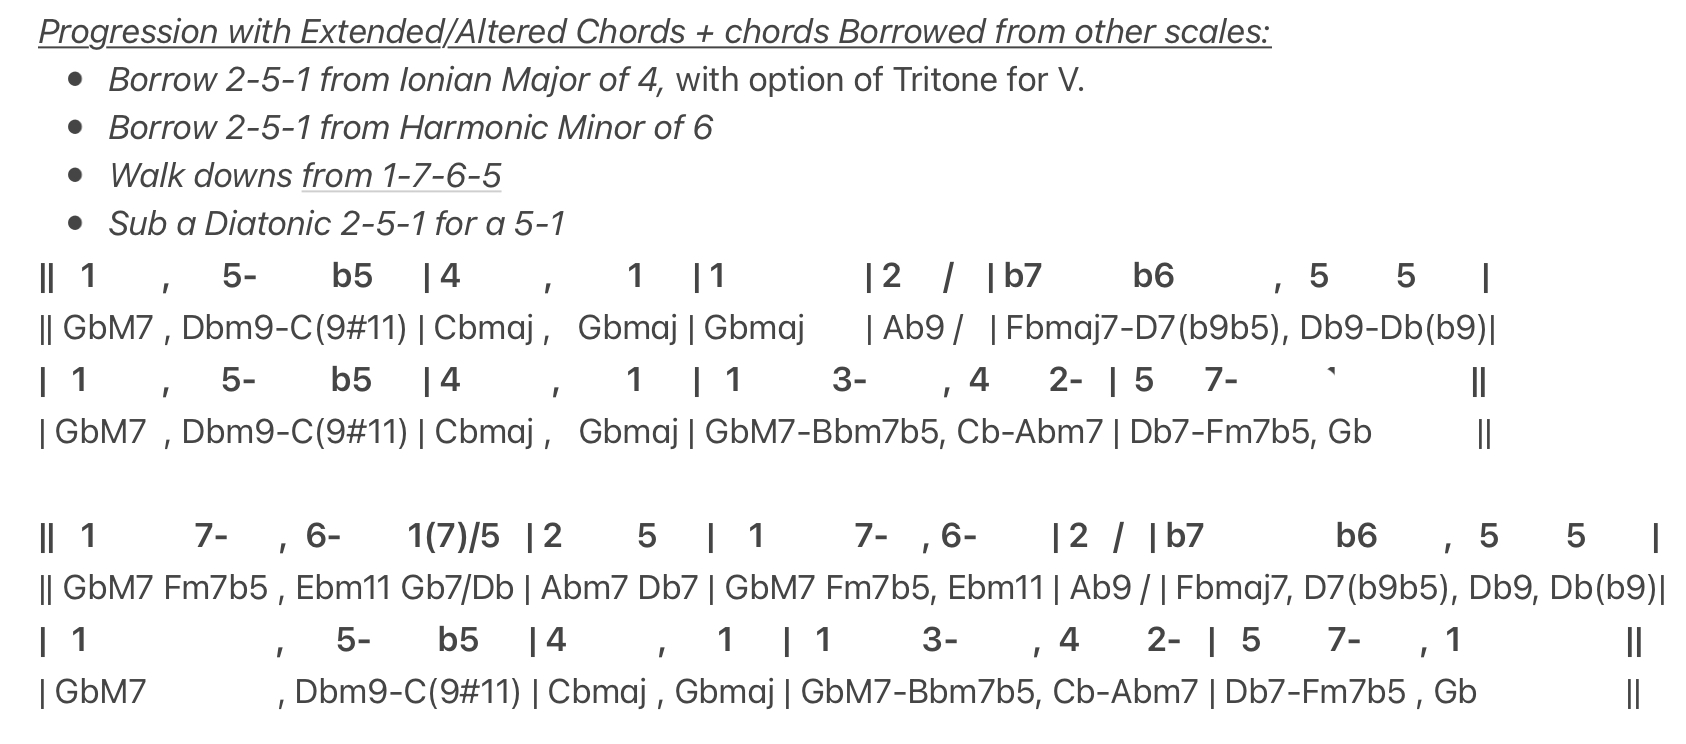 Progression with Extended/Altered Chords + chords Borrowed from other scales:
• Borrow 2-5-1 from Ionian Major of 4, with option of Tritone for V.
• Borrow 2-5-1 from Harmonic Minor of 6
• Walk downs from 1-7-6-5
• Sub a Diatonic 2-5-1 for a 5-1
|| 1 , 5- b5 | 4 , 1 | 1 | 2 / | b7 b6 , 5 5 |
|| GbM7 , Dbm9-C(9#11) | Cbmaj , Gbmaj | Gbmaj | Ab9 / | Fbmaj7-D7(b9b5), Db9-Db(b9)|
| 1 , 5- b5 | 4 , 1 | 1 3- , 4 2- | 5 7- ||
| GbM7 , Dbm9-C(9#11) | Cbmaj , Gbmaj | GbM7-Bbm7b5, Cb-Abm7 | Db7-Fm7b5, Gb ||
|| 1 7- , 6- 1(7)/5 | 2 5 | 1 7- , 6- | 2 / | b7 b6 , 5 5 |
|| GbM7 Fm7b5 , Ebm11 Gb7/Db | Abm7 Db7 | GbM7 Fm7b5, Ebm11 | Ab9 / | Fbmaj7, D7(b9b5), Db9, Db(b9)|
| 1 , 5- b5 | 4 , 1 | 1 3- , 4 2- | 5 7- , 1 ||
| GbM7 , Dbm9-C(9#11) | Cbmaj , Gbmaj | GbM7-Bbm7b5, Cb-Abm7 | Db7-Fm7b5 , Gb ||